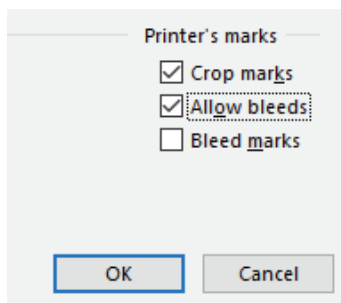 Printer's marks
Crop marks
Allow bleeds
Bleed marks
OK Cancel